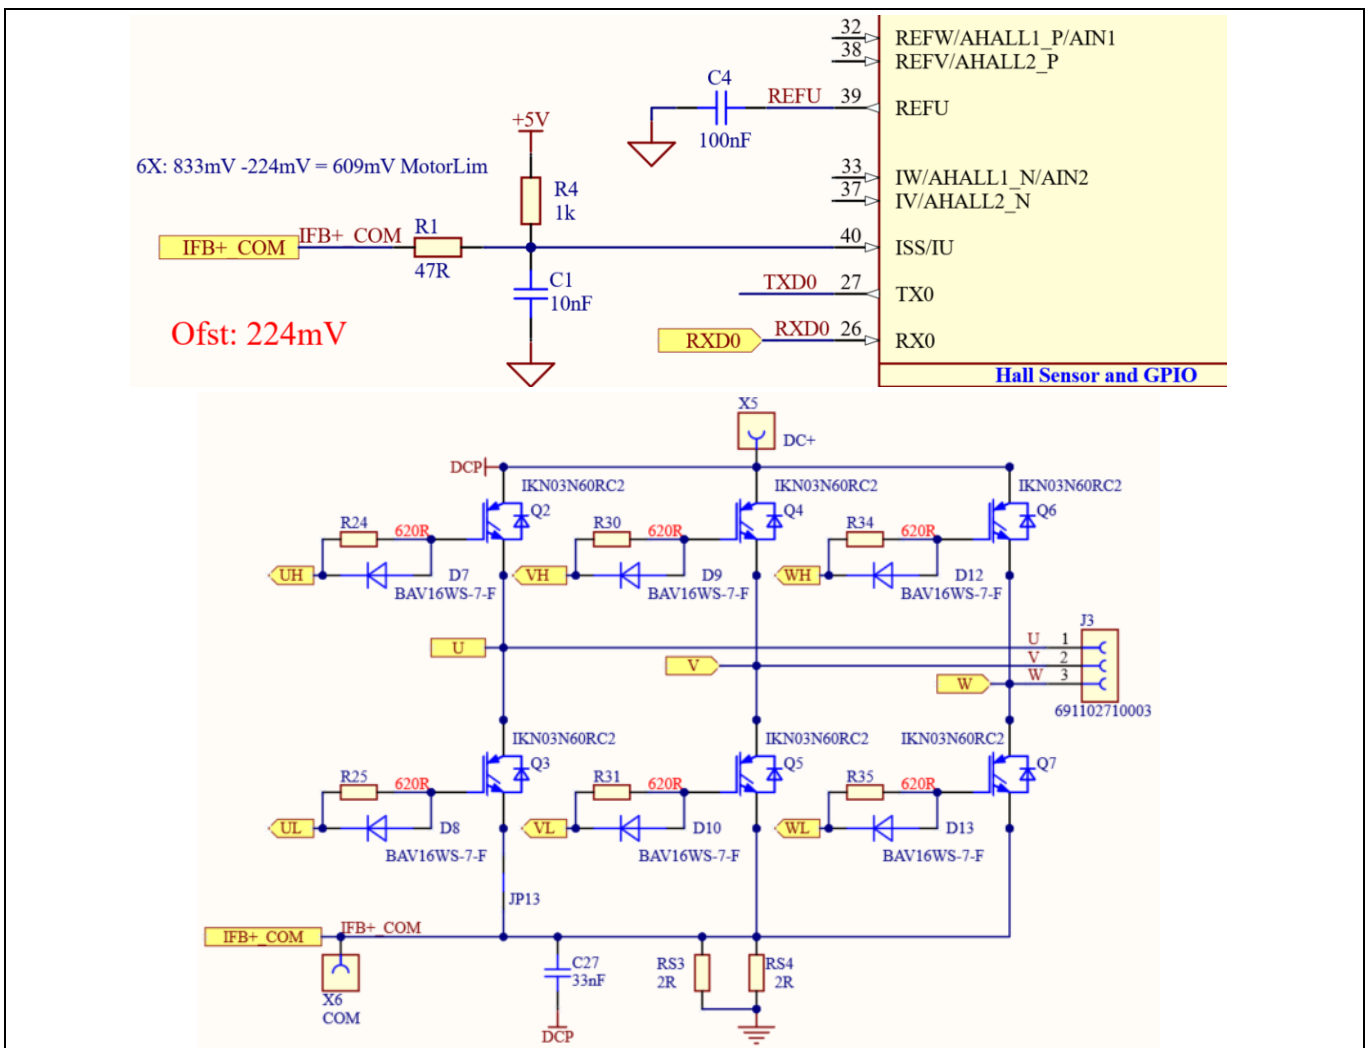 32
REFW/AHALL1_P/AIN1
38
REFV/AHALL2_P
C4
REFU
39
REFU
100nF
+5V
6X: 833mV -224mV = 609mV MotorLim
33
IW/AHALL1_N/AIN2
37
IV/AHALL2_N
R4
1k
IFB+_COM
IFB+_COM
R1
47R
40
ISS/IU
C1
10nF
TXD0
27
TX0
Ofst: 224mV
RXD0
RXD0
26
RX0
Hall Sensor and GPIO
X5
DC+
DCP
IKN03N60RC2
IKN03N60RC2
IKN03N60RC2
Q2
Q4
Q6
R24
620R
R30
620R
R34
620R
UH
D7
VH
D9
WH
D12
BAV16WS-7-F
BAV16WS-7-F
BAV16WS-7-F
J3
U
U
1
V
V
2
W
W
3
691102710003
IKN03N60RC2
IKN03N60RC2
IKN03N60RC2
Q3
Q5
Q7
R25
620R
R31
620R
R35
620R
UL
D8
VL
D10
WL
D13
BAV16WS-7-F
BAV16WS-7-F
BAV16WS-7-F
JP13
IFB+_COM
IFB+_COM
X6
COM
C27
33nF
DCP
RS3
2R
RS4
2R